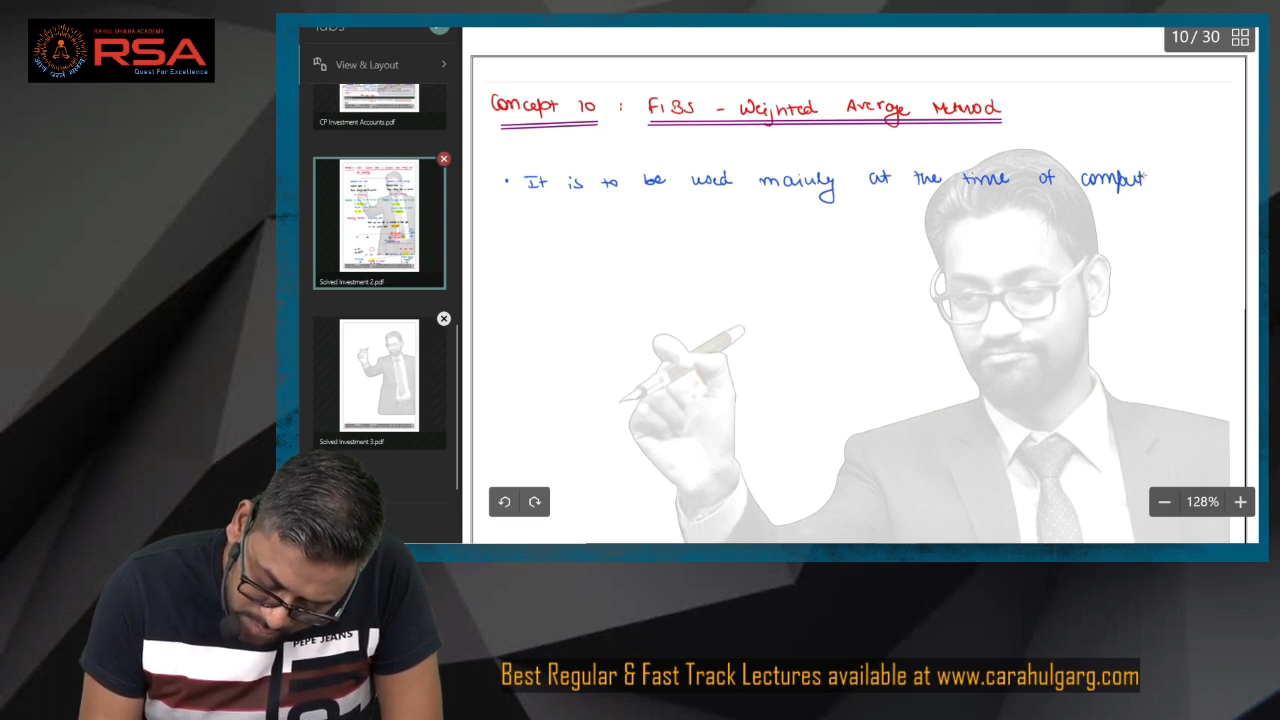 RAHUL SHIKHA ACADEMY
RSA
Quest For Excellence
View & Layout
10 / 30
CP Investment Accounts.pdf
Solved Investment 2.pdf
Solved Investment 3.pdf
Concept 10 : FIBS - Weighted Average Method
• It is to be used mainly at the time of comput
128%
PEPE JEANS
Best Regular & Fast Track Lectures available at www.carahulgarg.com